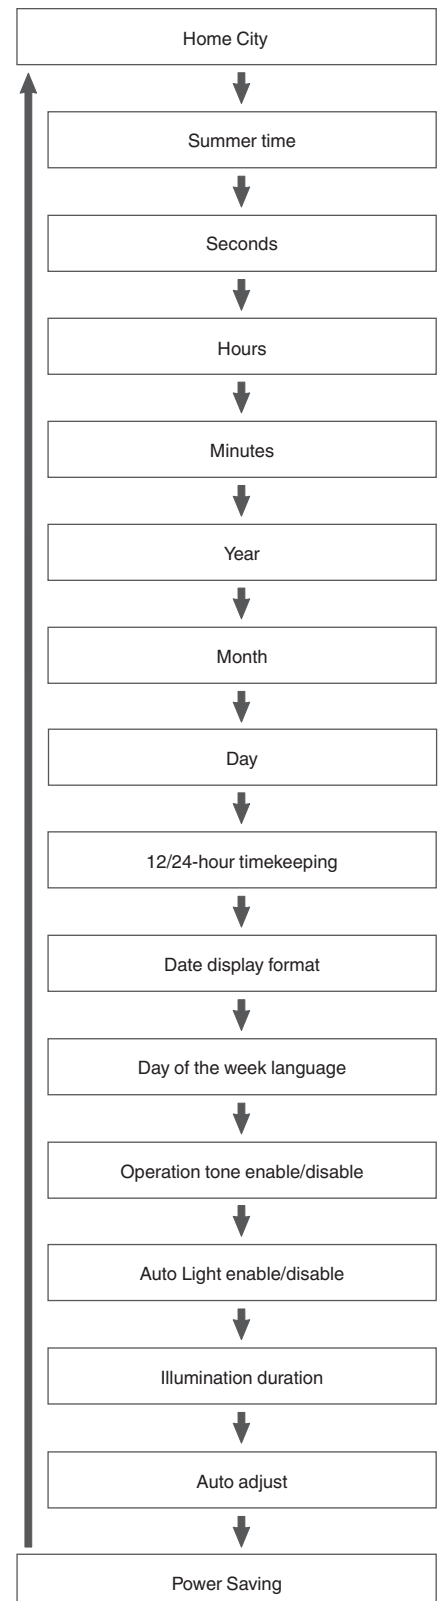 Home City
Summer time
Seconds
Hours
Minutes
Year
Month
Day
12/24-hour timekeeping
Date display format
Day of the week language
Operation tone enable/disable
Auto Light enable/disable
Illumination duration
Auto adjust
Power Saving